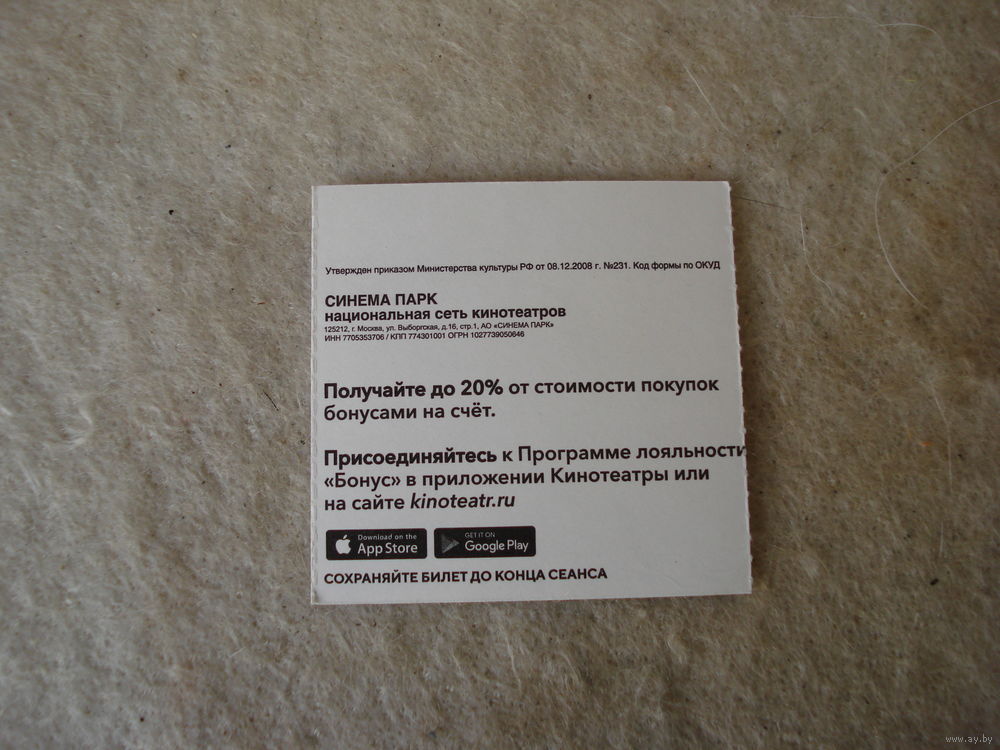 Утвержден приказом Министерства культуры РФ от 08.12.2008 г. №231. Код формы по ОКУД
СИНЕМА ПАРК
национальная сеть кинотеатров
125212, г. Москва, ул. Выборгская, д.16, стр.1, АО «СИНЕМА ПАРК»
ИНН 7705353706 / КПП 774301001 ОГРН 1027739050646
Получайте до 20% от стоимости покупок
бонусами на счёт.
Присоединяйтесь к Программе лояльности
«Бонус» в приложении Кинотеатры или
на сайте kinoteatr.ru
Download on the
App Store
GET IT ON
Google Play
СОХРАНЯЙТЕ БИЛЕТ ДО КОНЦА СЕАНСА
www.ay.by